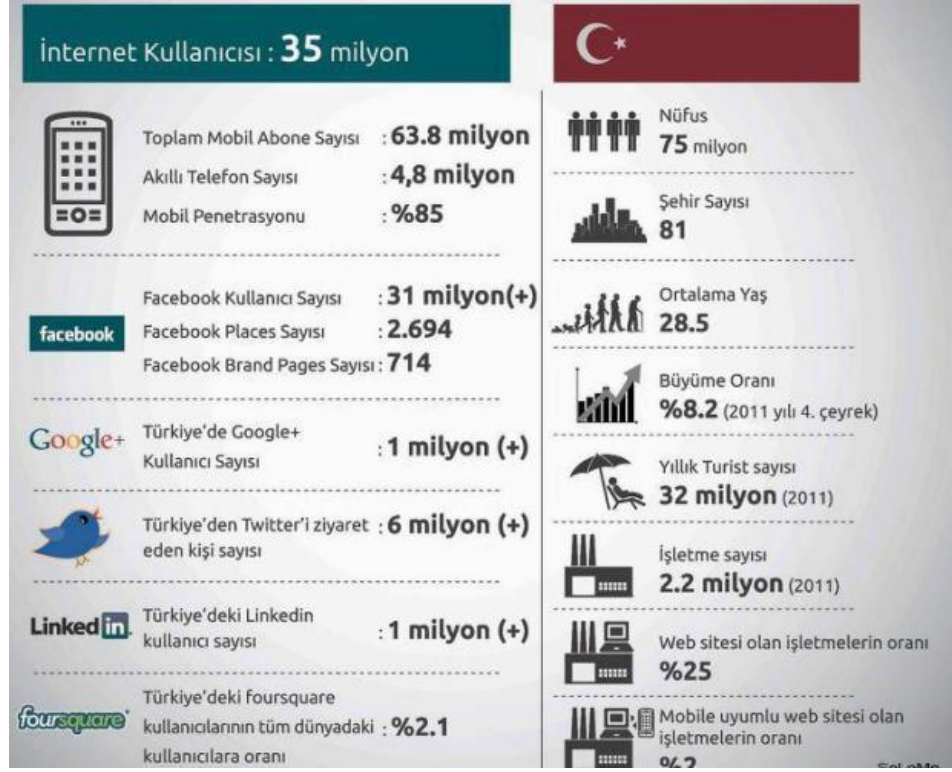 İnternet Kullanıcısı : 35 milyon
Toplam Mobil Abone Sayısı : 63.8 milyon
Akıllı Telefon Sayısı : 4,8 milyon
Mobil Penetrasyonu : %85
facebook
Facebook Kullanıcı Sayısı : 31 milyon(+)
Facebook Places Sayısı : 2.694
Facebook Brand Pages Sayısı : 714
Google+
Türkiye'de Google+
Kullanıcı Sayısı : 1 milyon (+)
Türkiye'den Twitter'i ziyaret : 6 milyon (+)
eden kişi sayısı
Linked in.
Türkiye'deki Linkedin
kullanıcı sayısı : 1 milyon (+)
foursquare
Türkiye'deki foursquare
kullanıcılarının tüm dünyadaki : %2.1
kullanıcılara oranı
Nüfus
75 milyon
Şehir Sayısı
81
Ortalama Yaş
28.5
Büyüme Oranı
%8.2 (2011 yılı 4. çeyrek)
Yıllık Turist sayısı
32 milyon (2011)
İşletme sayısı
2.2 milyon (2011)
Web sitesi olan işletmelerin oranı
%25
Mobile uyumlu web sitesi olan
işletmelerin oranı
%2
SoLoMo